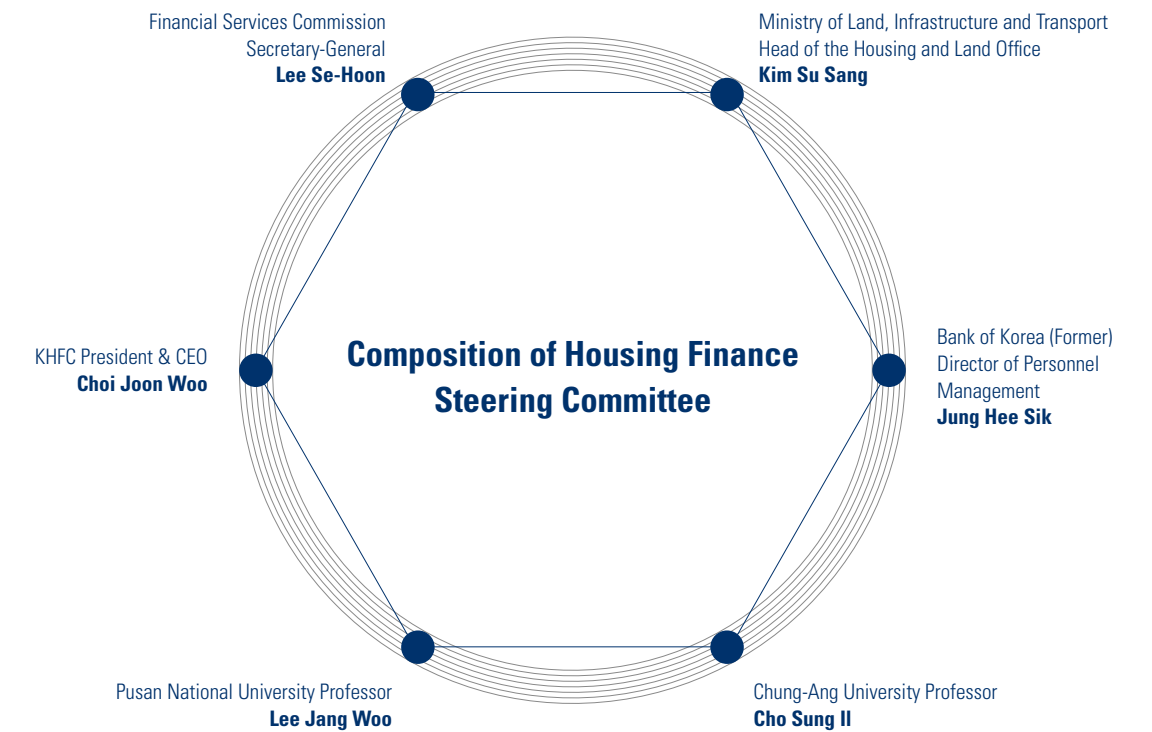 Financial Services Commission
Secretary-General
Lee Se-Hoon
Ministry of Land, Infrastructure and Transport
Head of the Housing and Land Office
Kim Su Sang
KHFC President & CEO
Choi Joon Woo
Composition of Housing Finance
Steering Committee
Bank of Korea (Former)
Director of Personnel
Management
Jung Hee Sik
Pusan National University Professor
Lee Jang Woo
Chung-Ang University Professor
Cho Sung Il